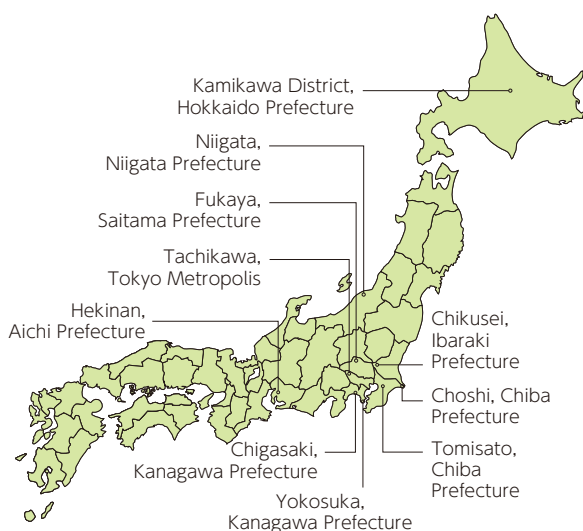 Kamikawa District,
Hokkaido Prefecture
Niigata,
Niigata Prefecture
Fukaya,
Saitama Prefecture
Tachikawa,
Tokyo Metropolis
Hekinan,
Aichi Prefecture
Chikusei,
Ibaraki
Prefecture
Choshi, Chiba
Prefecture
Tomisato,
Chiba
Prefecture
Chigasaki,
Kanagawa Prefecture
Yokosuka,
Kanagawa Prefecture